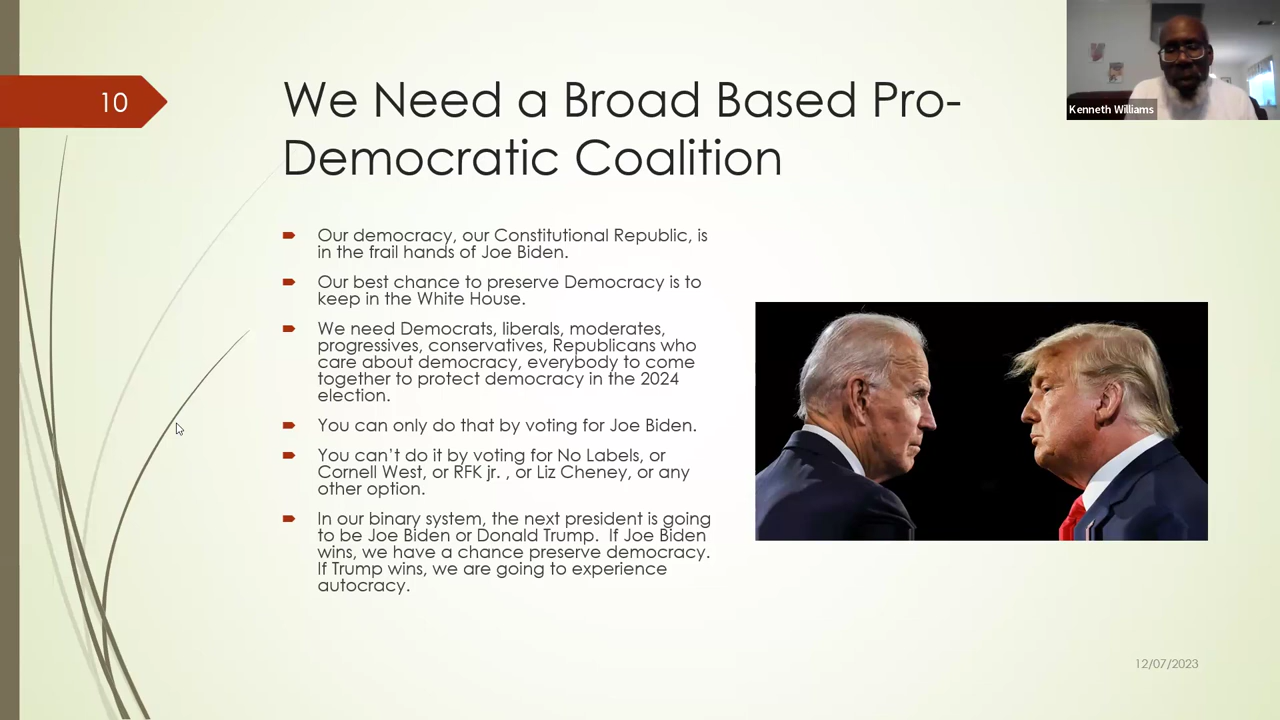 10
We Need a Broad Based Pro-
Democratic Coalition
Kenneth Williams
Our democracy, our Constitutional Republic, is
in the frail hands of Joe Biden.
Our best chance to preserve Democracy is to
keep in the White House.
We need Democrats, liberals, moderates,
progressives, conservatives, Republicans who
care about democracy, everybody to come
together to protect democracy in the 2024
election.
You can only do that by voting for Joe Biden.
You can't do it by voting for No Labels, or
Cornell West, or RFK jr. , or Liz Cheney, or any
other option.
In our binary system, the next president is going
to be Joe Biden or Donald Trump.  If Joe Biden
wins, we have a chance preserve democracy.
If Trump wins, we are going to experience
autocracy.
12/07/2023